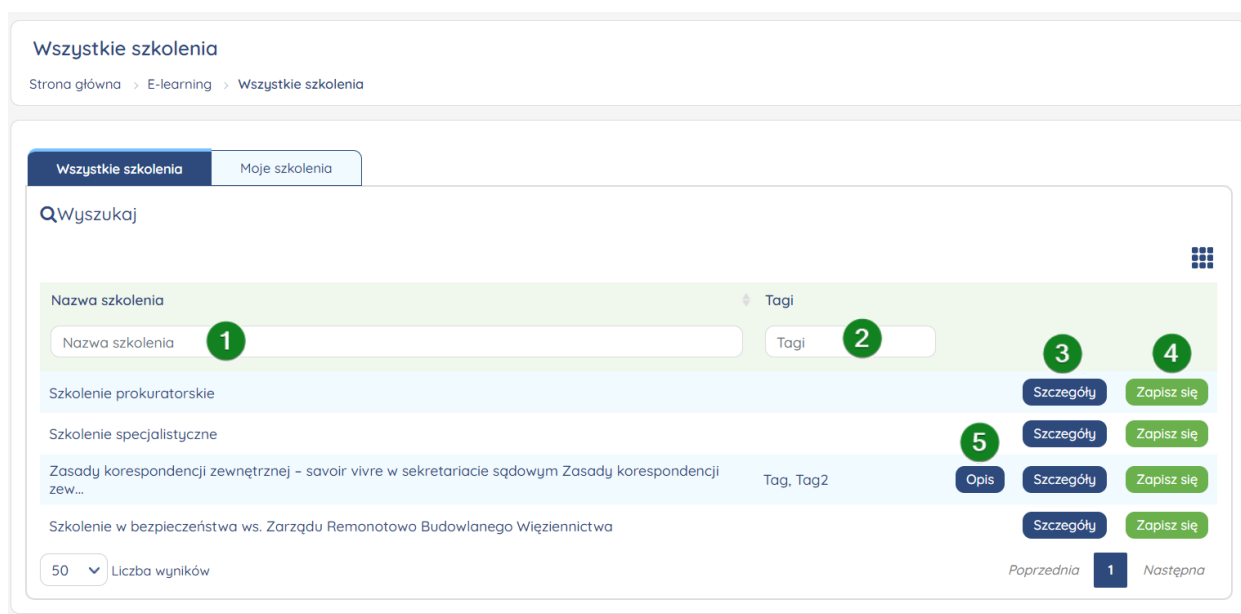 Wszystkie szkolenia
Strona główna > E-learning > Wszystkie szkolenia
Wszystkie szkolenia Moje szkolenia
Wyszukaj
Nazwa szkolenia Tagi
Nazwa szkolenia 1 Tagi 2
3 4
Szkolenie prokuratorskie Szczegóły Zapisz się
Szkolenie specjalistyczne Szczegóły Zapisz się
5
Zasady korespondencji zewnętrznej – savoir vivre w sekretariacie sądowym Zasady korespondencji
zew... Tag, Tag2 Opis Szczegóły Zapisz się
Szkolenie w bezpieczeństwa ws. Zarządu Remonotowo Budowlanego Więziennictwa Szczegóły Zapisz się
50 Liczba wyników Poprzednia 1 Następna